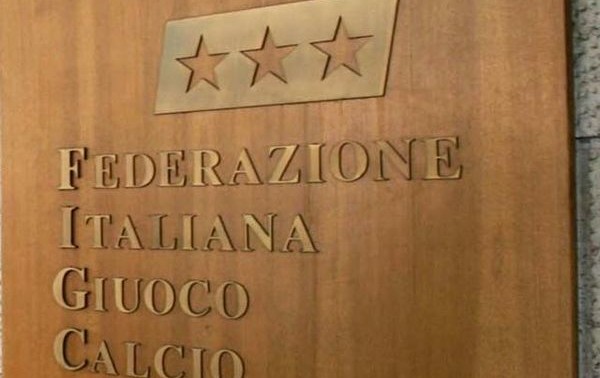 FEDERAZIONE
ITALIANA
GIUOCO
CALCIO